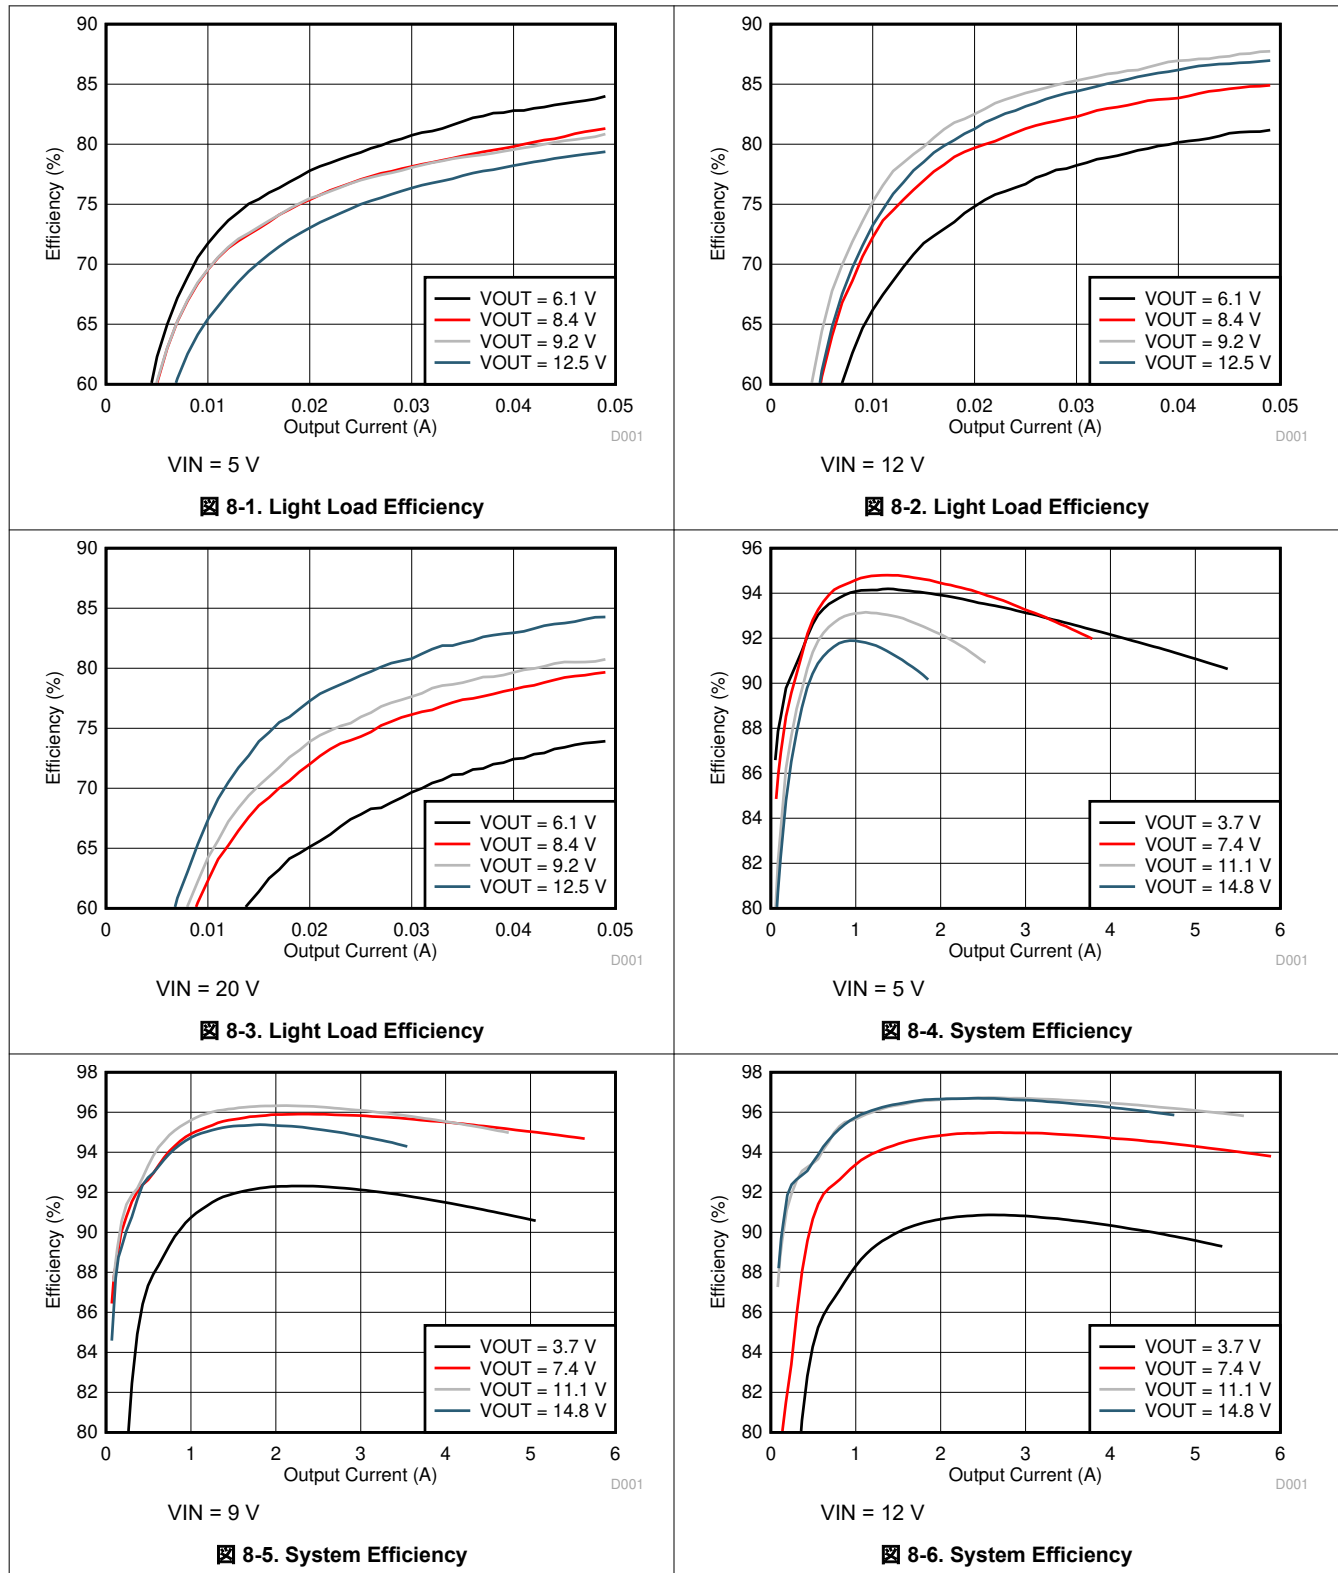 90
85
80
75
70
65
60
Efficiency (%)
0 0.01 0.02 0.03 0.04 0.05
Output Current (A)
D001
VOUT = 6.1 V
VOUT = 8.4 V
VOUT = 9.2 V
VOUT = 12.5 V
VIN = 5 V
図 8-1. Light Load Efficiency
90
85
80
75
70
65
60
Efficiency (%)
0 0.01 0.02 0.03 0.04 0.05
Output Current (A)
D001
VOUT = 6.1 V
VOUT = 8.4 V
VOUT = 9.2 V
VOUT = 12.5 V
VIN = 12 V
図 8-2. Light Load Efficiency
90
85
80
75
70
65
60
Efficiency (%)
0 0.01 0.02 0.03 0.04 0.05
Output Current (A)
D001
VOUT = 6.1 V
VOUT = 8.4 V
VOUT = 9.2 V
VOUT = 12.5 V
VIN = 20 V
図 8-3. Light Load Efficiency
96
94
92
90
88
86
84
82
80
Efficiency (%)
0 1 2 3 4 5 6
Output Current (A)
D001
VOUT = 3.7 V
VOUT = 7.4 V
VOUT = 11.1 V
VOUT = 14.8 V
VIN = 5 V
図 8-4. System Efficiency
98
96
94
92
90
88
86
84
82
80
Efficiency (%)
0 1 2 3 4 5 6
Output Current (A)
D001
VOUT = 3.7 V
VOUT = 7.4 V
VOUT = 11.1 V
VOUT = 14.8 V
VIN = 9 V
図 8-5. System Efficiency
98
96
94
92
90
88
86
84
82
80
Efficiency (%)
0 1 2 3 4 5 6
Output Current (A)
D001
VOUT = 3.7 V
VOUT = 7.4 V
VOUT = 11.1 V
VOUT = 14.8 V
VIN = 12 V
図 8-6. System Efficiency